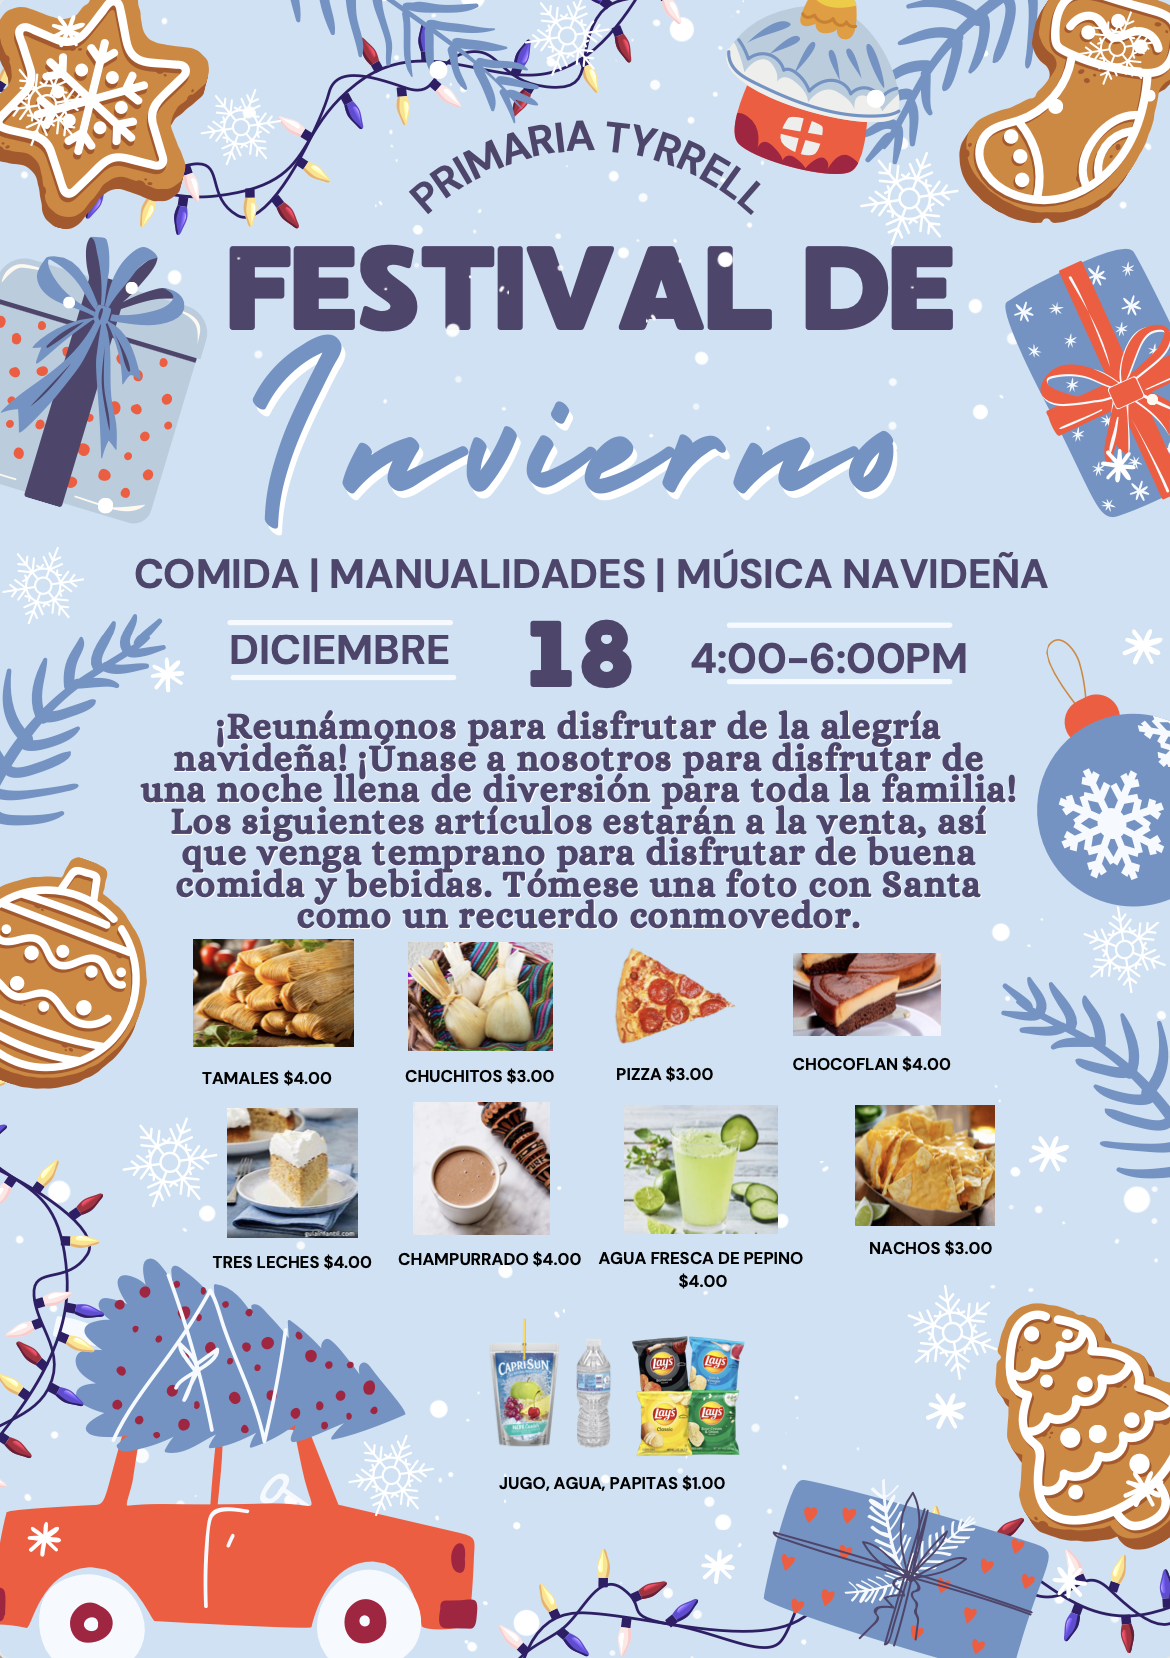 PRIMARIA TYRRELL
FESTIVAL DE
Invierno
COMIDA | MANUALIDADES | MÚSICA NAVIDEÑA
DICIEMBRE
18
4:00-6:00PM
¡Reunámonos para disfrutar de la alegría
navideña! ¡Únase a nosotros para disfrutar de
una noche llena de diversión para toda la familia!
Los siguientes artículos estarán a la venta, así
que venga temprano para disfrutar de buena
comida y bebidas. Tómese una foto con Santa
como un recuerdo conmovedor.
TAMALES $4.00
CHUCHITOS $3.00
PIZZA $3.00
CHOCOFLAN $4.00
guiainfantil.com
TRES LECHES $4.00
CHAMPURRADO $4.00
AGUA FRESCA DE PEPINO
$4.00
NACHOS $3.00
CAPRISUN
Lay's
Lay's
Lay's
Classic
Lay's
JUGO, AGUA, PAPITAS $1.00